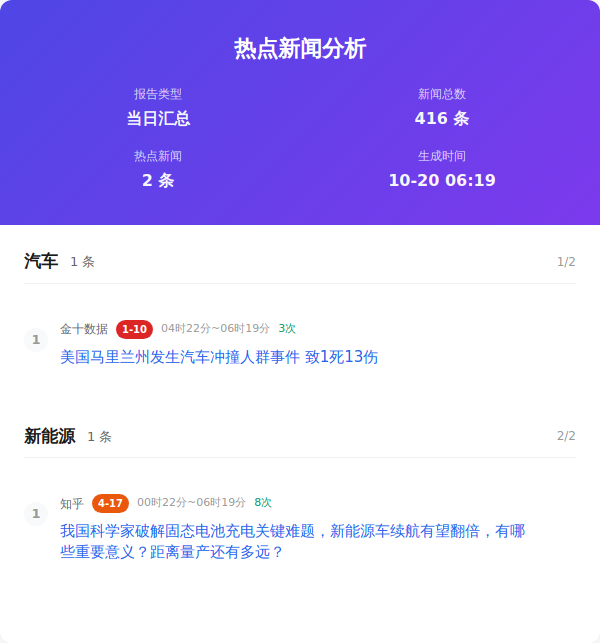 热点新闻分析
报告类型
当日汇总
新闻总数
416 条
热点新闻
2 条
生成时间
10-20 06:19
汽车 1 条 1/2
1 金十数据 1-10 04时22分~06时19分 3次
美国马里兰州发生汽车冲撞人群事件 致1死13伤
新能源 1 条 2/2
1 知乎 4-17 00时22分~06时19分 8次
我国科学家破解固态电池充电关键难题，新能源车续航有望翻倍，有哪
些重要意义？距离量产还有多远？